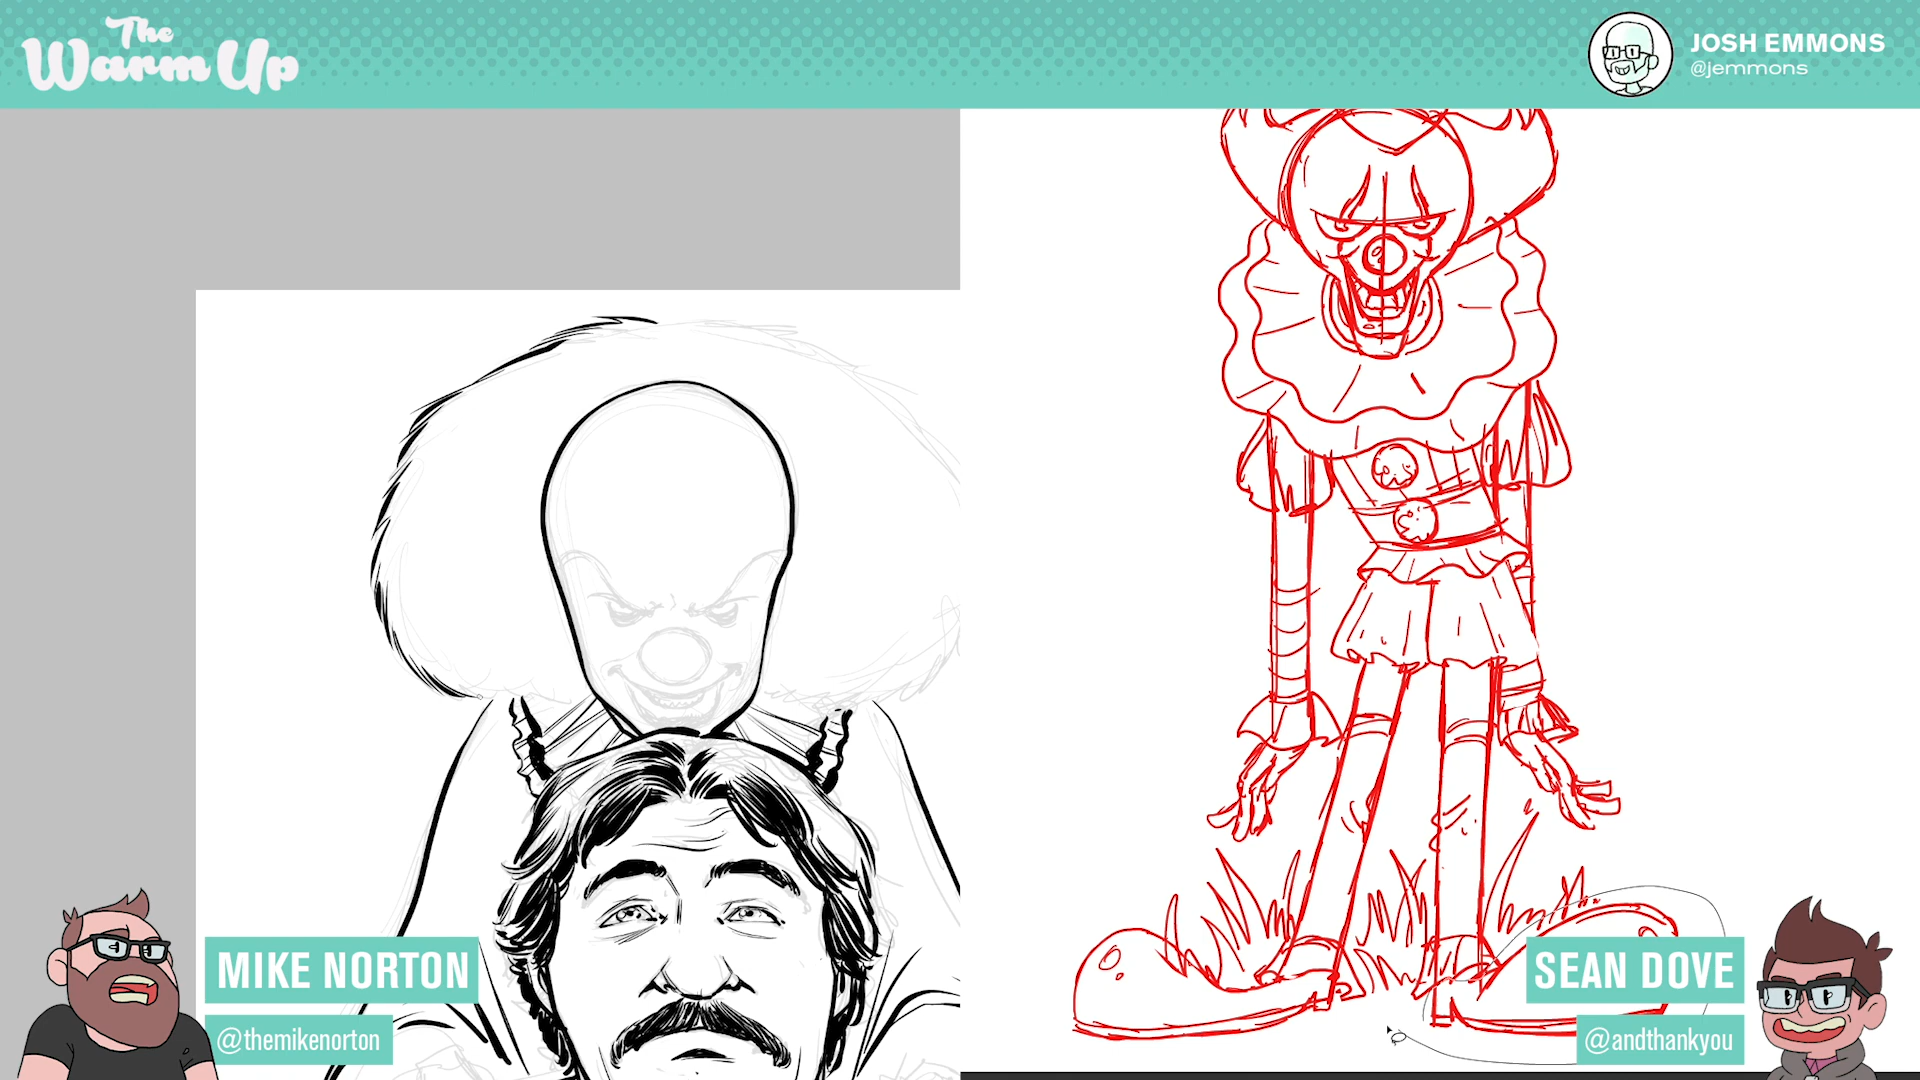 The
Warm Up
JOSH EMMONS
@jemmons
MIKE NORTON
@themikenorton
SEAN DOVE
@andthankyou